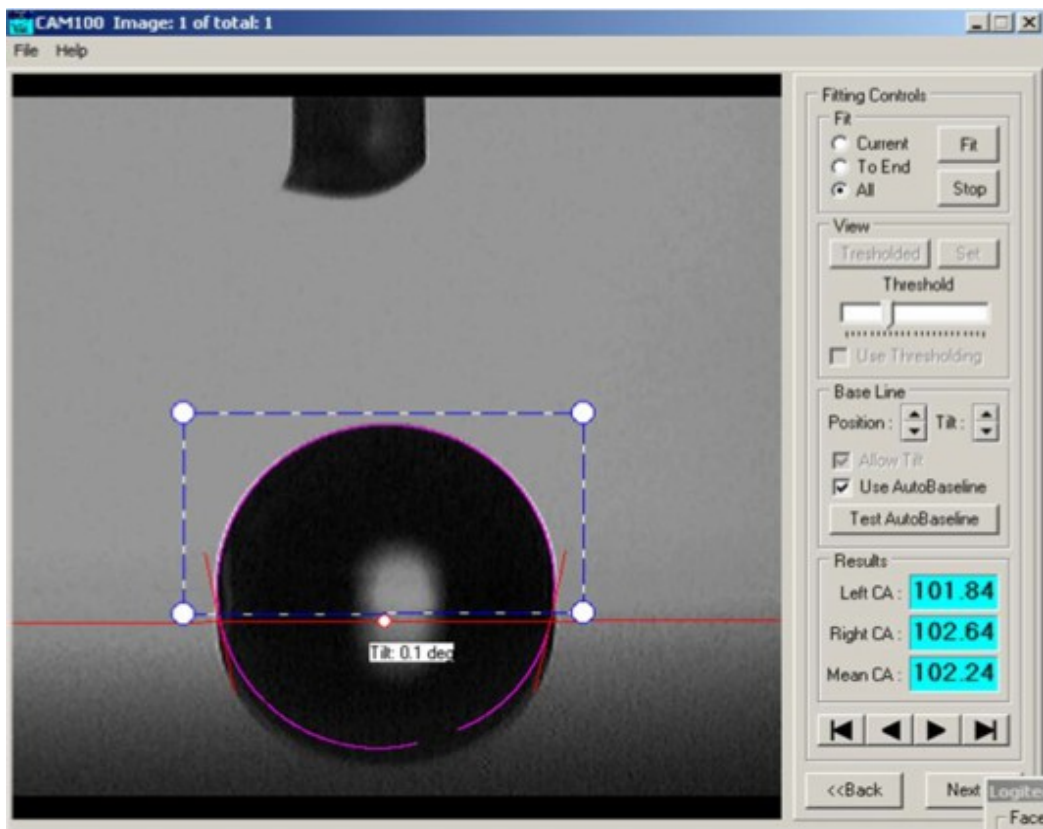 CAM100 Image: 1 of total: 1
File Help
Fitting Controls
Fit
Current
To End
All
Fit
Stop
View
Tresholded
Set
Threshold
Use Thresholding
Base Line
Position :
Tilt :
Allow Tilt
Use AutoBaseline
Test AutoBaseline
Results
Left CA : 101.84
Right CA : 102.64
Mean CA : 102.24
Tilt: 0.1 deg
<<Back
Next
Logite
Face